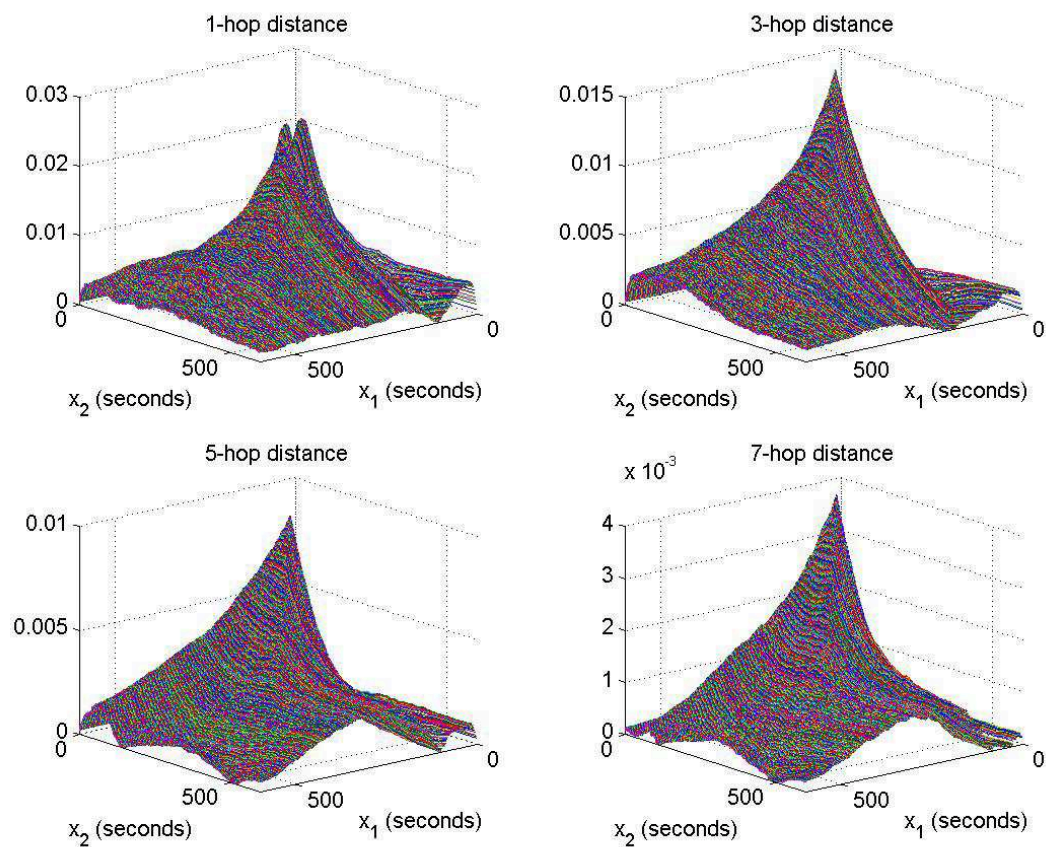 1-hop distance
0.03
0.02
0.01
0
0
500
500
0
x2 (seconds)
x1 (seconds)
3-hop distance
0.015
0.01
0.005
0
0
500
500
0
x2 (seconds)
x1 (seconds)
5-hop distance
0.01
0.005
0
0
500
500
0
x2 (seconds)
x1 (seconds)
7-hop distance
x 10-3
4
3
2
1
0
0
500
500
0
x2 (seconds)
x1 (seconds)